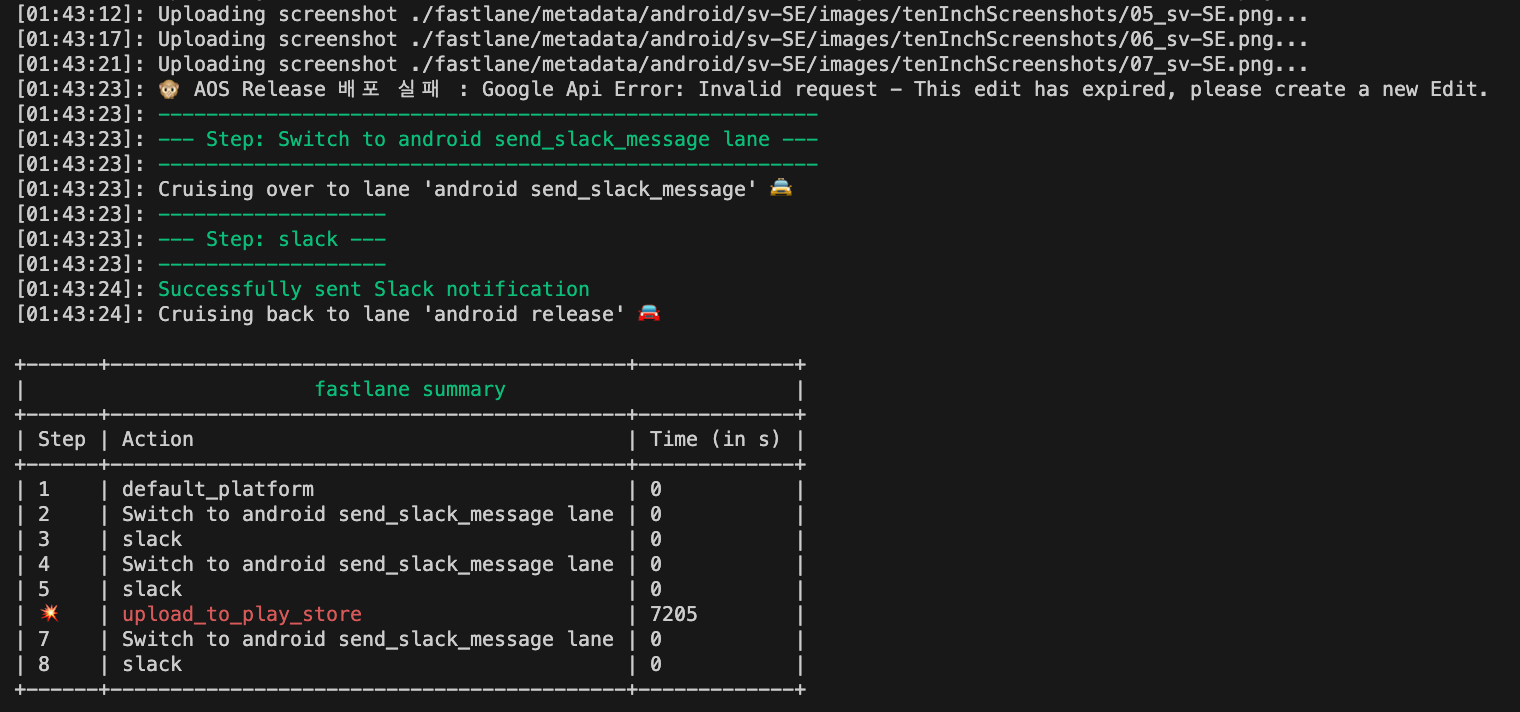 [01:43:12]: Uploading screenshot ./fastlane/metadata/android/sv-SE/images/tenInchScreenshots/05_sv-SE.png...
[01:43:17]: Uploading screenshot ./fastlane/metadata/android/sv-SE/images/tenInchScreenshots/06_sv-SE.png...
[01:43:21]: Uploading screenshot ./fastlane/metadata/android/sv-SE/images/tenInchScreenshots/07_sv-SE.png...
[01:43:23]: 🐵 AOS Release 배포 실패 : Google Api Error: Invalid request - This edit has expired, please create a new Edit.
[01:43:23]: -------------------------------------------------------
[01:43:23]: --- Step: Switch to android send_slack_message lane ---
[01:43:23]: -------------------------------------------------------
[01:43:23]: Cruising over to lane 'android send_slack_message' 🚖
[01:43:23]: -------------------
[01:43:23]: --- Step: slack ---
[01:43:23]: -------------------
[01:43:24]: Successfully sent Slack notification
[01:43:24]: Cruising back to lane 'android release' 🚘
+------+-------------------------------------------+-------------+
| fastlane summary |
+------+-------------------------------------------+-------------+
| Step | Action | Time (in s) |
+------+-------------------------------------------+-------------+
| 1 | default_platform | 0 |
| 2 | Switch to android send_slack_message lane | 0 |
| 3 | slack | 0 |
| 4 | Switch to android send_slack_message lane | 0 |
| 5 | slack | 0 |
| 💥 | upload_to_play_store | 7205 |
| 7 | Switch to android send_slack_message lane | 0 |
| 8 | slack | 0 |
+------+-------------------------------------------+-------------+